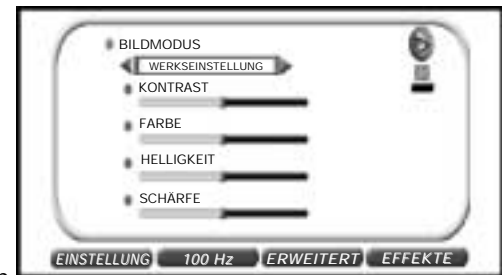 BILDMODUS
WERKSEINSTELLUNG
KONTRAST
FARBE
HELLIGKEIT
SCHÄRFE
EINSTELLUNG 100 Hz ERWEITERT EFFEKTE